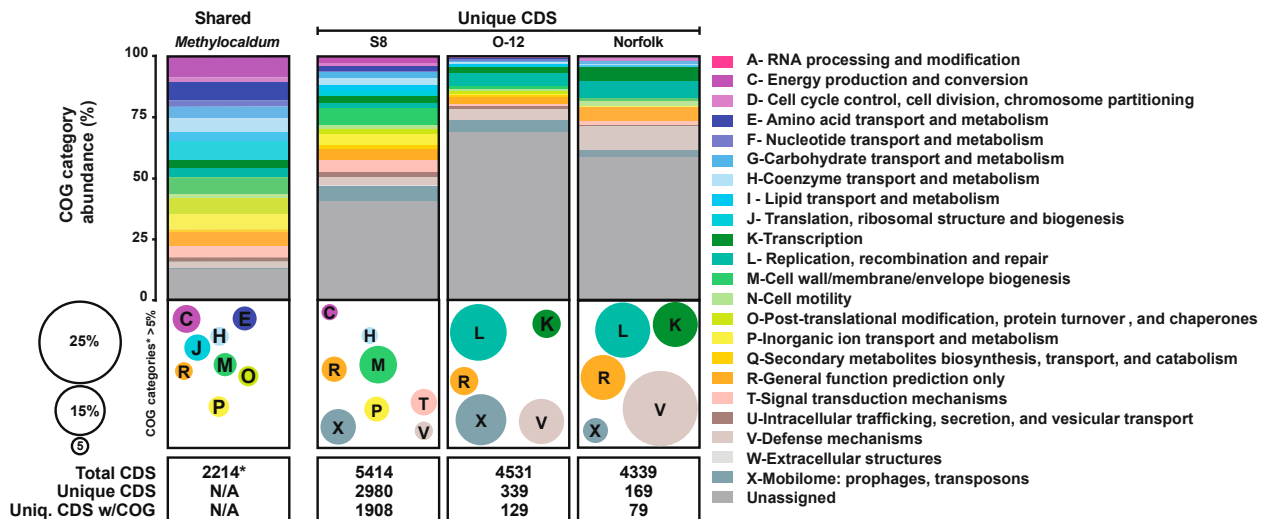 Shared
Unique CDS
Methylocaldum
S8
O-12
Norfolk
COG category
abundance (%)
100
75
50
25
0
A- RNA processing and modification
C- Energy production and conversion
D- Cell cycle control, cell division, chromosome partitioning
E- Amino acid transport and metabolism
F- Nucleotide transport and metabolism
G-Carbohydrate transport and metabolism
H-Coenzyme transport and metabolism
I - Lipid transport and metabolism
J- Translation, ribosomal structure and biogenesis
K-Transcription
L- Replication, recombination and repair
M-Cell wall/membrane/envelope biogenesis
N-Cell motility
O-Post-translational modification, protein turnover , and chaperones
P-Inorganic ion transport and metabolism
Q-Secondary metabolites biosynthesis, transport, and catabolism
R-General function prediction only
T-Signal transduction mechanisms
U-Intracellular trafficking, secretion, and vesicular transport
V-Defense mechanisms
W-Extracellular structures
X-Mobilome: prophages, transposons
Unassigned
25%
15%
5
COG categories* >5%
C
E
H
J
R
M
O
P
C
H
R
M
P
T
X
V
L
K
R
X
V
L
K
R
V
X
Total CDS 2214* 5414 4531 4339
Unique CDS N/A 2980 339 169
Uniq. CDS w/COG N/A 1908 129 79